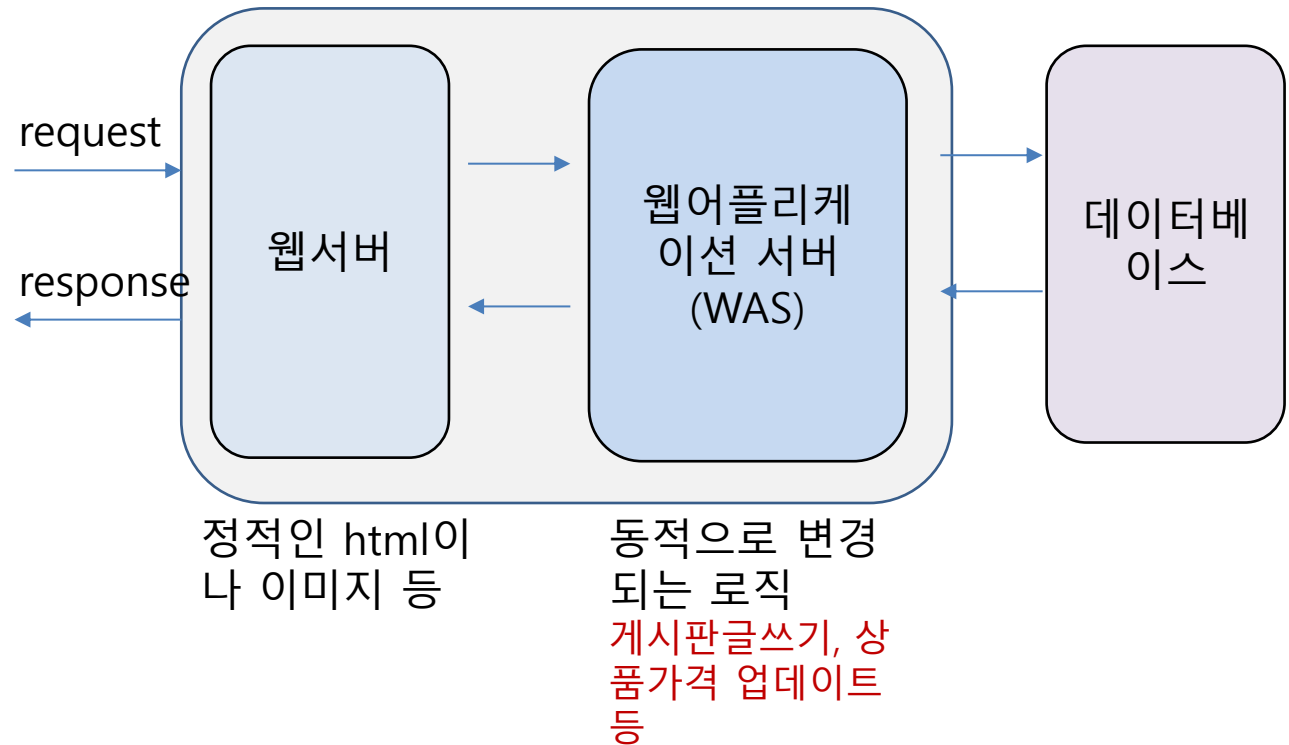 request
response
웹서버
웹어플리케
이션 서버
(WAS)
데이터베
이스
정적인 html이
나 이미지 등
동적으로 변경
되는 로직
게시판글쓰기, 상
품가격 업데이트
등